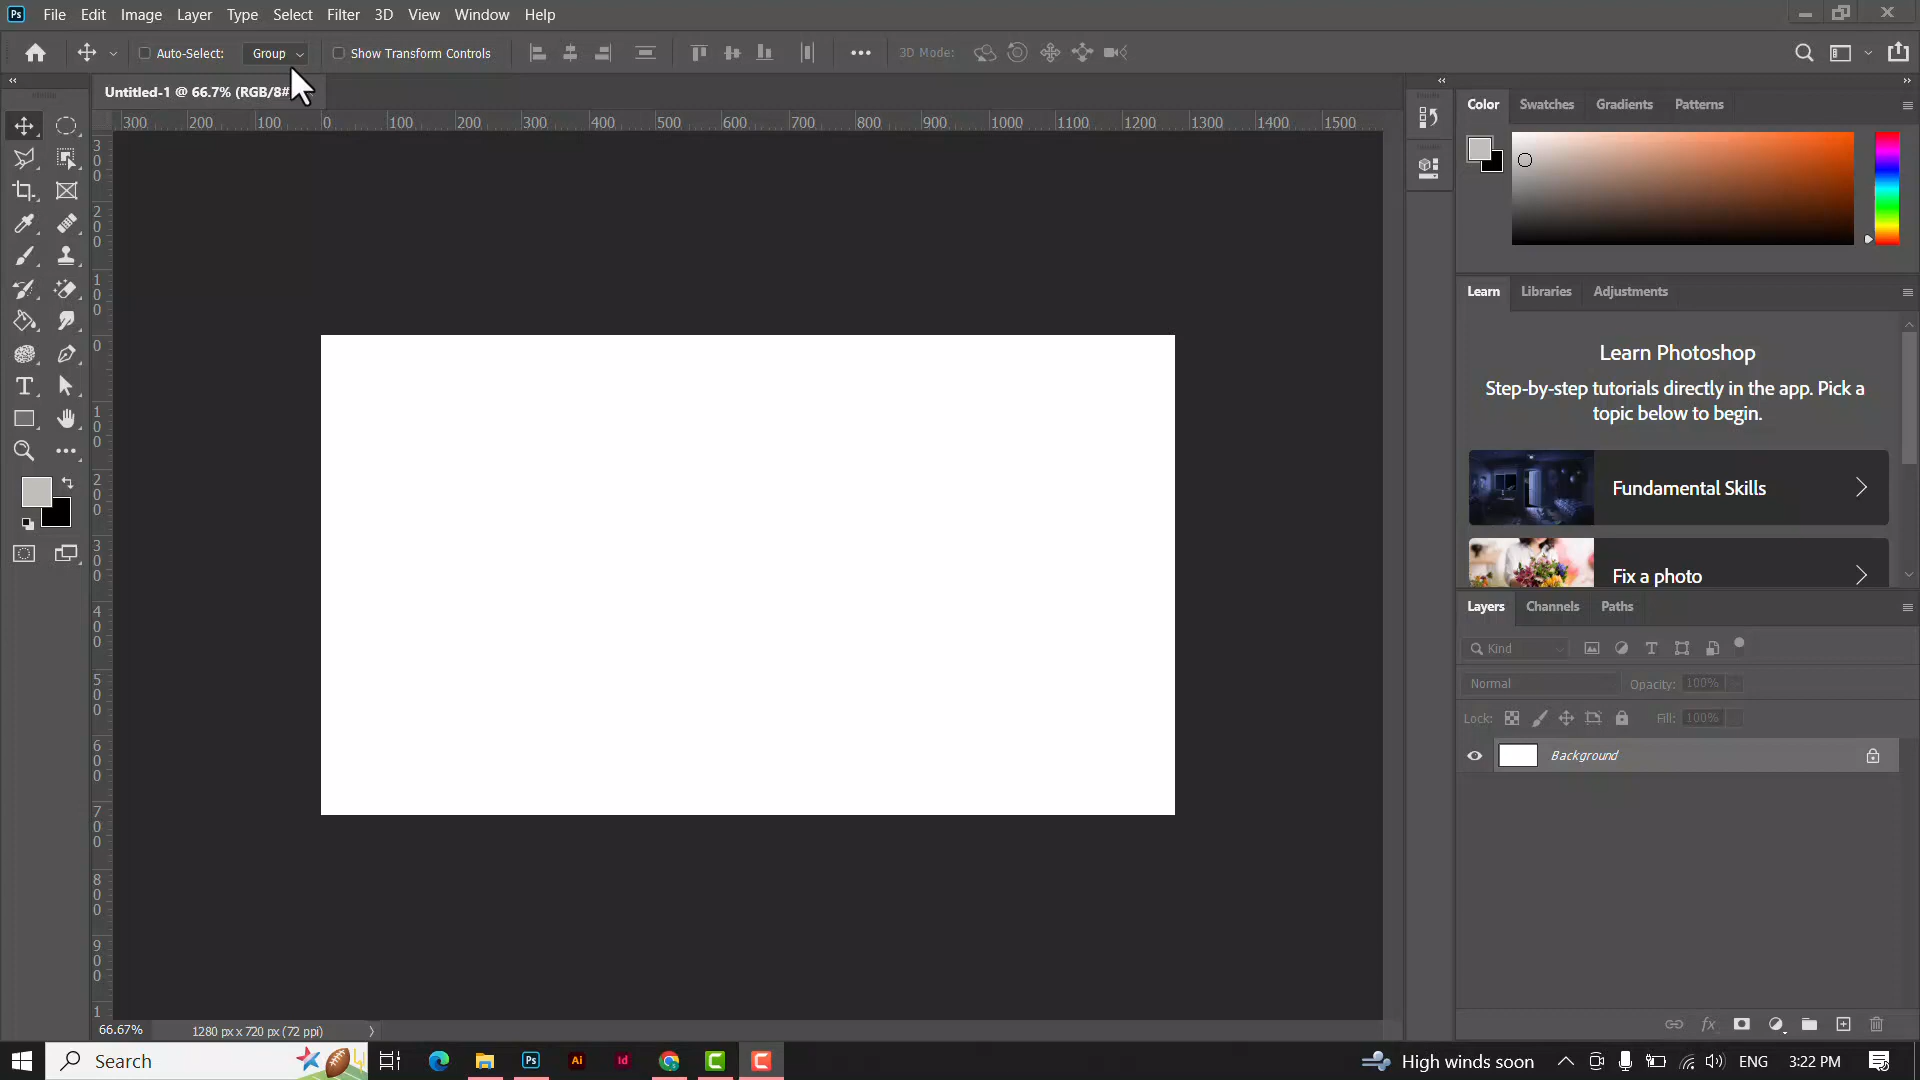 Ps File Edit Image Layer Type Select Filter 3D View Window Help
Auto-Select: Group Show Transform Controls 3D Mode:
Untitled-1 @ 66.7% (RGB/8#
300 200 100 0 100 200 300 400 500 600 700 800 900 1000 1100 1200 1300 1400 1500
300
200
100
0
100
200
300
400
500
600
700
800
900
1
Color Swatches Gradients Patterns
Learn Libraries Adjustments
Learn Photoshop
Step-by-step tutorials directly in the app. Pick a
topic below to begin.
Fundamental Skills
Fix a photo
Layers Channels Paths
Kind
Normal Opacity: 100%
Lock: Fill: 100%
Background
fx
66.67% 1280 px x 720 px (72 ppi)
Search Ps Ai Id High winds soon ENG 3:22 PM